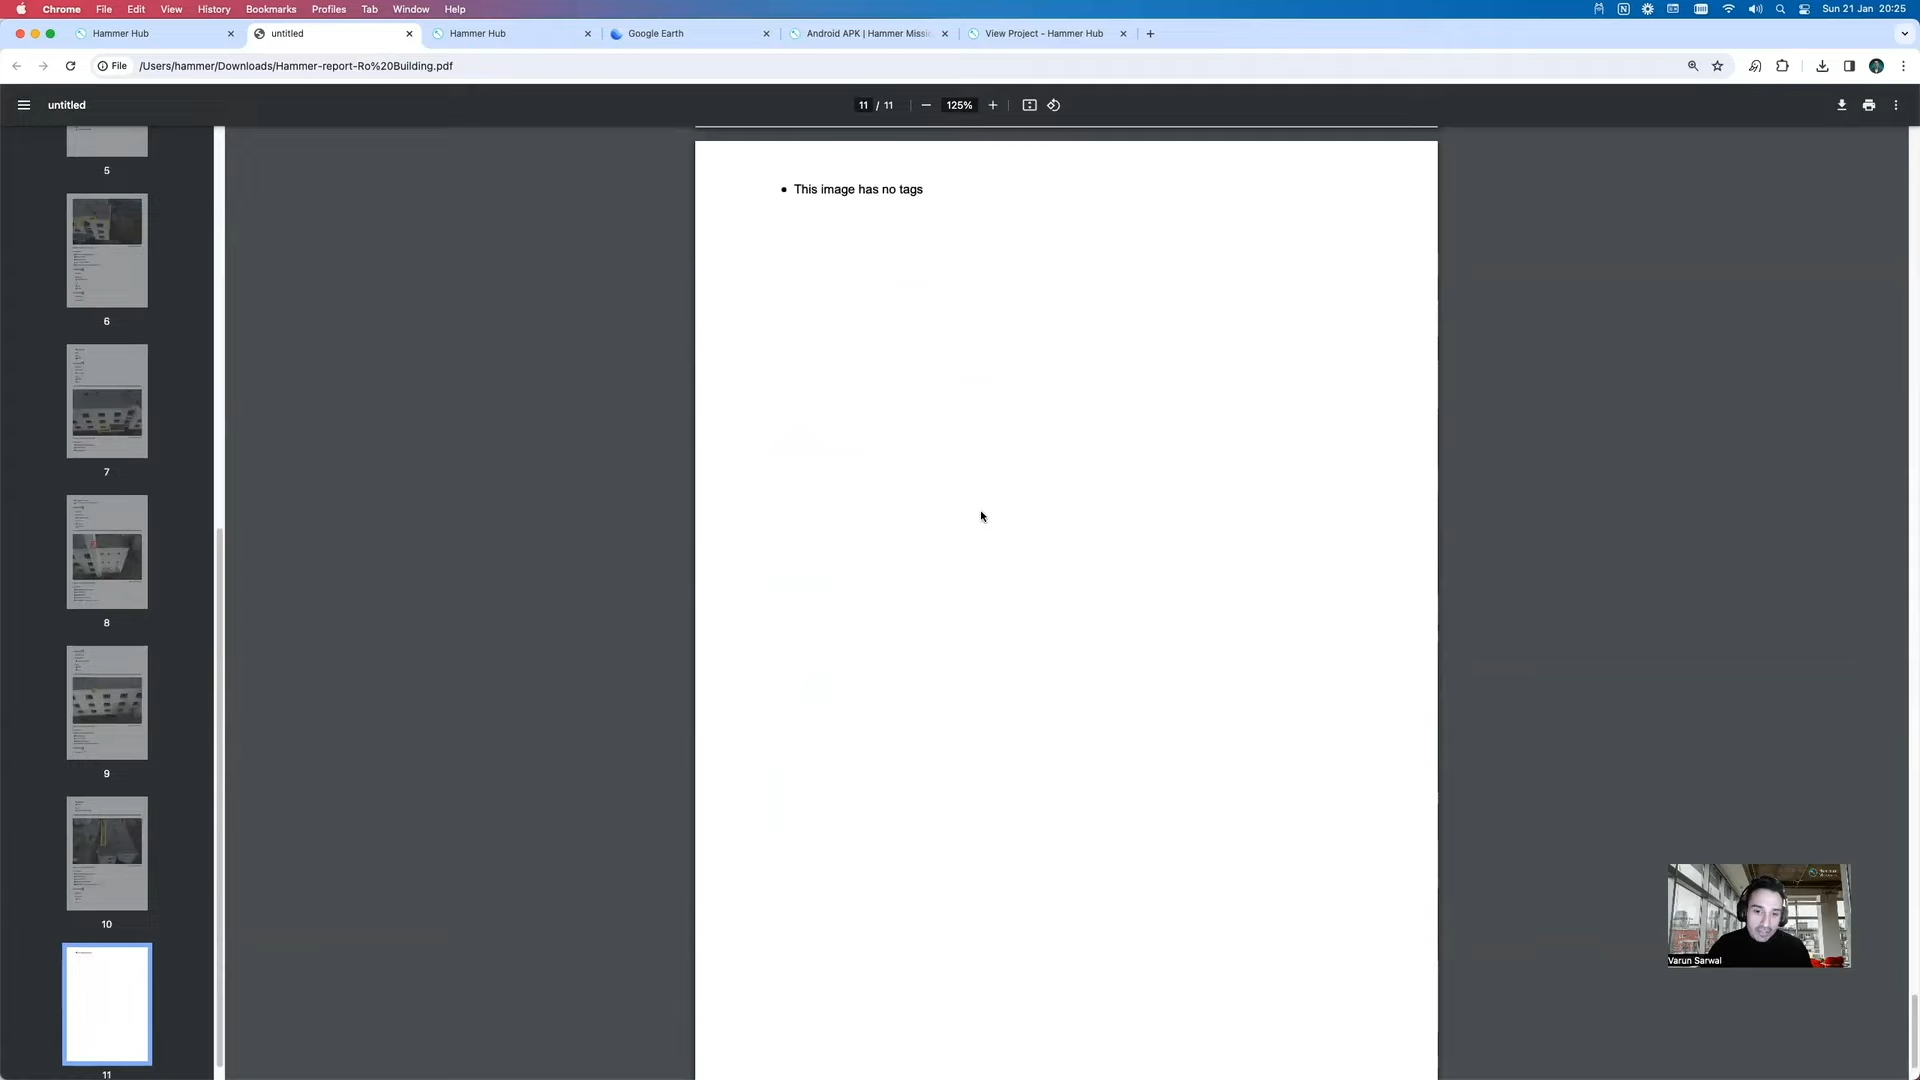 Chrome File Edit View History Bookmarks Profiles Tab Window Help Sun 21 Jan 20:25
Hammer Hub untitled Hammer Hub Google Earth Android APK | Hammer Missi View Project - Hammer Hub
File /Users/hammer/Downloads/Hammer-report-Ro%20Building.pdf
untitled 11 / 11 125%
This image has no tags
5
6
7
8
9
10
11
Varun Sarwal